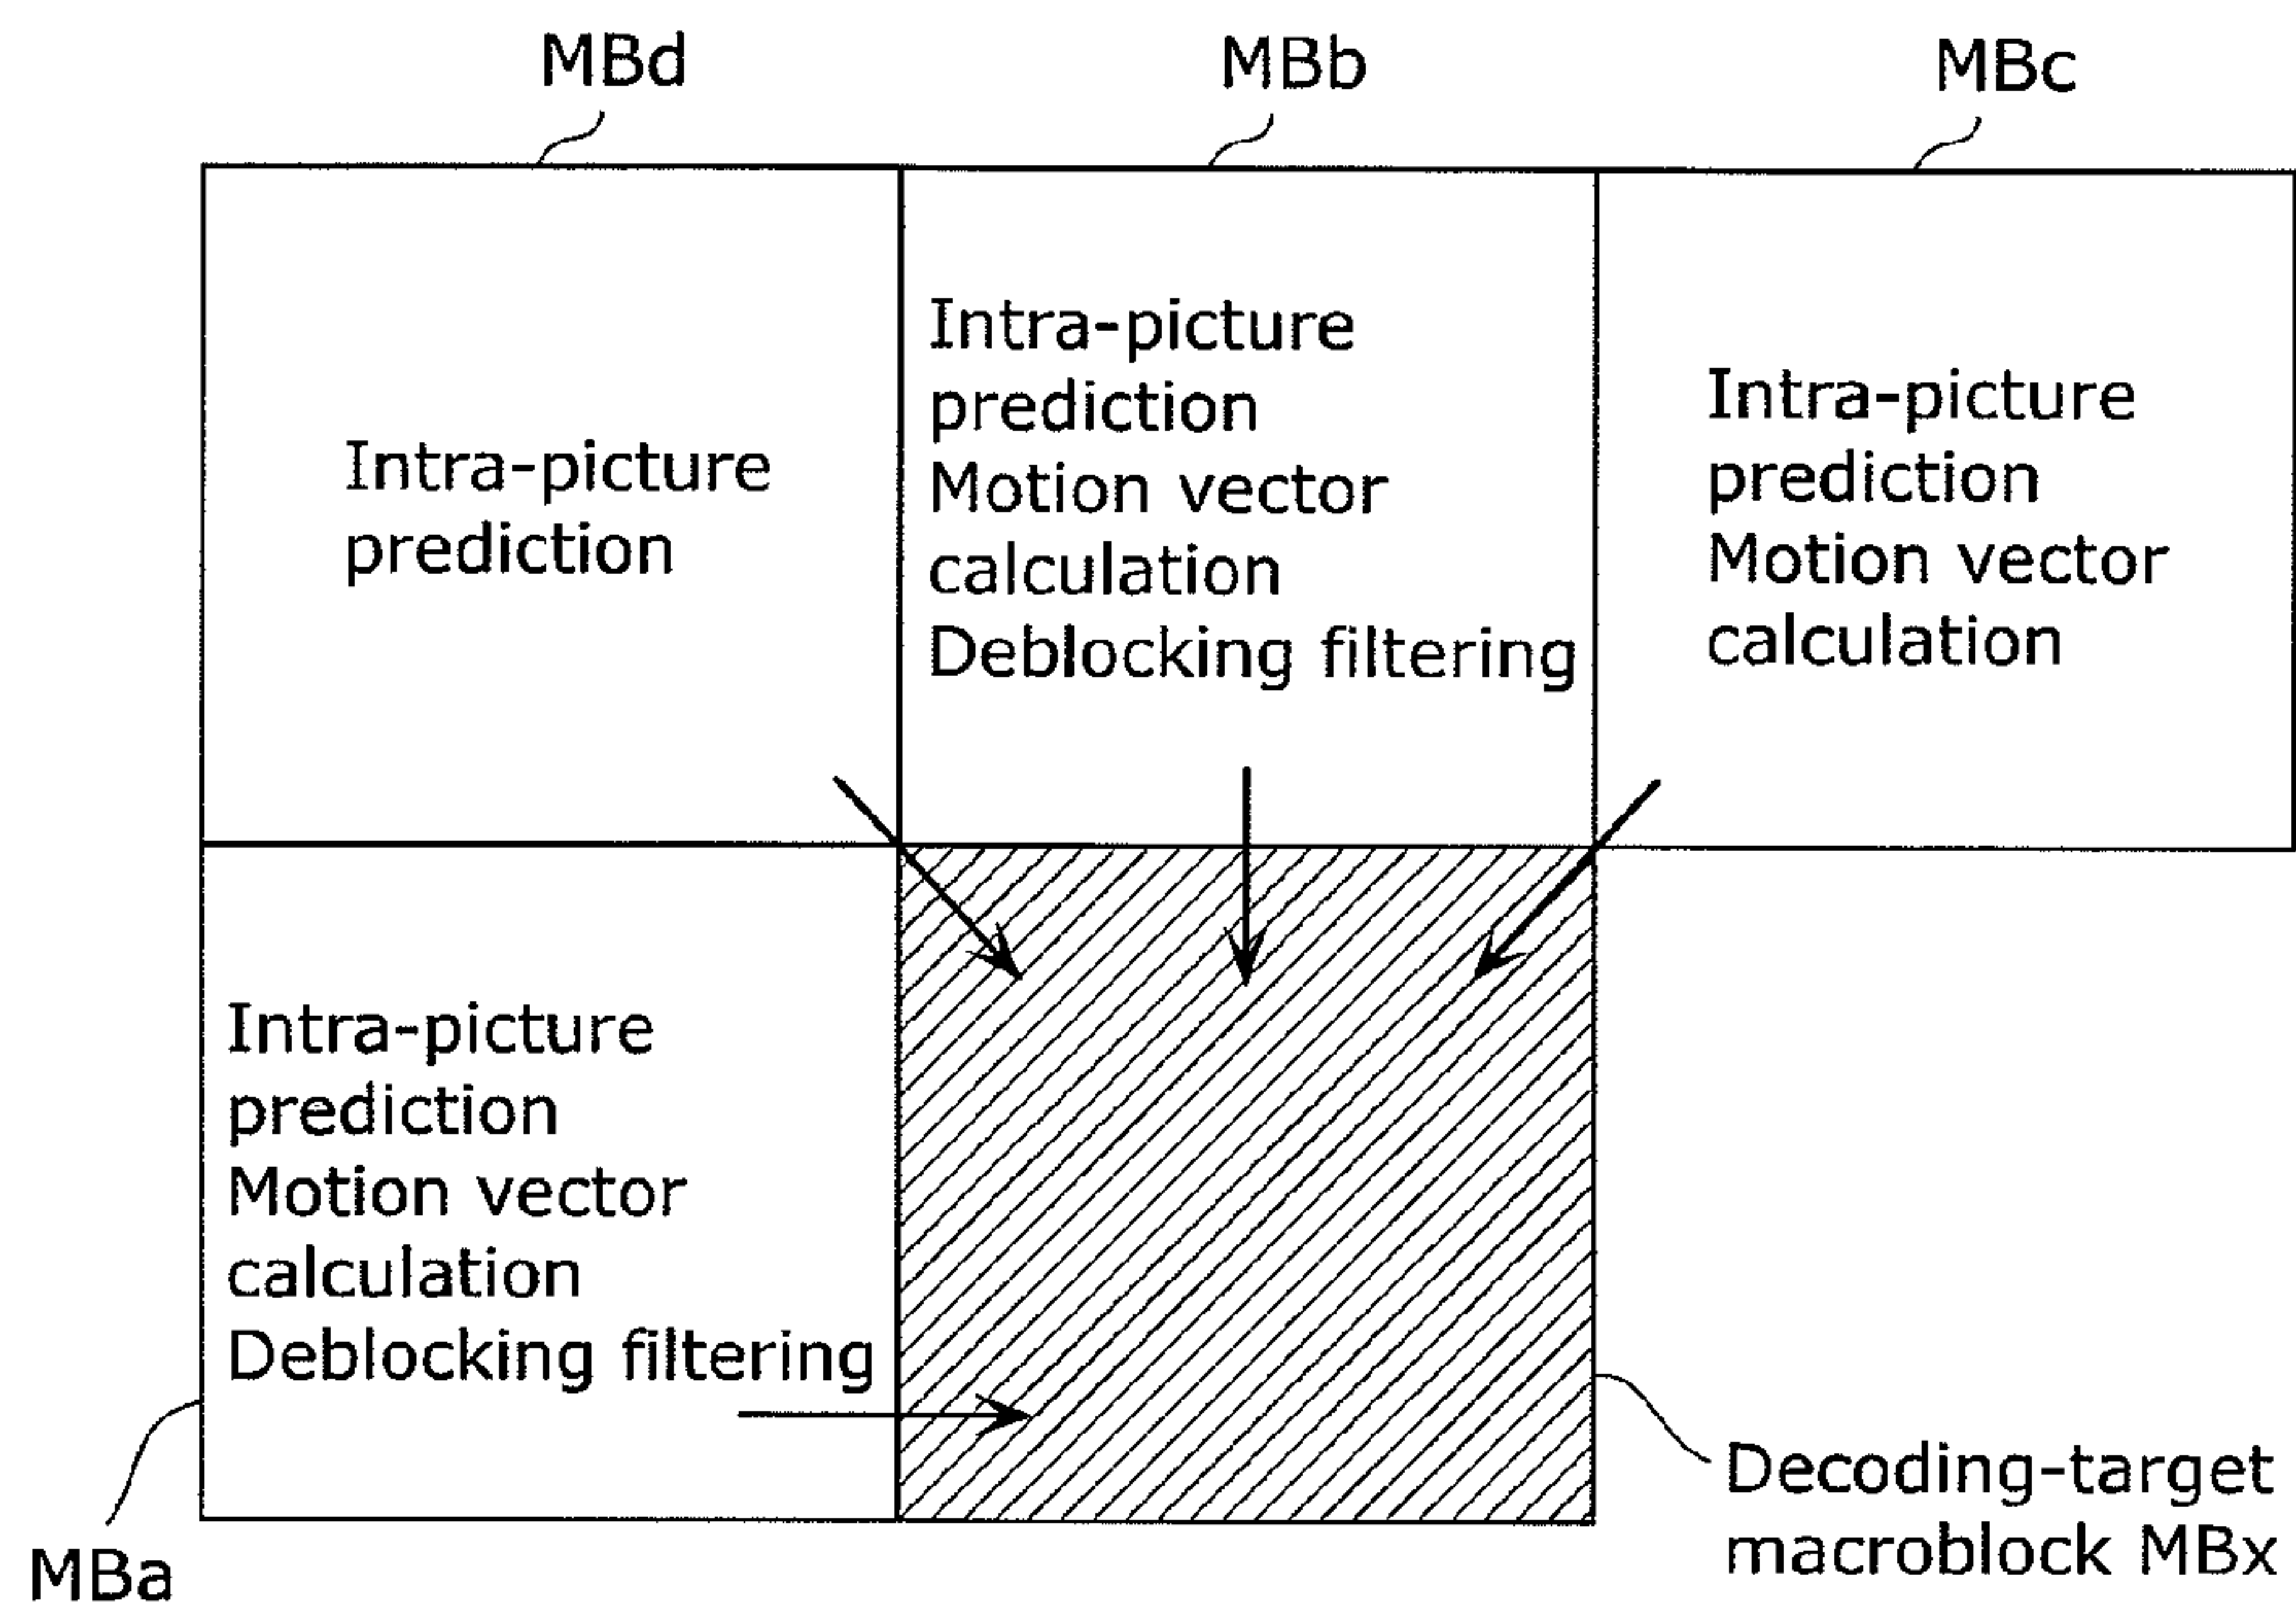 MBd
MBb
MBc
Intra-picture
prediction
Intra-picture
prediction
Motion vector
calculation
Deblocking filtering
Intra-picture
prediction
Motion vector
calculation
Intra-picture
prediction
Motion vector
calculation
Deblocking filtering
MBa
Decoding-target
macroblock MBx